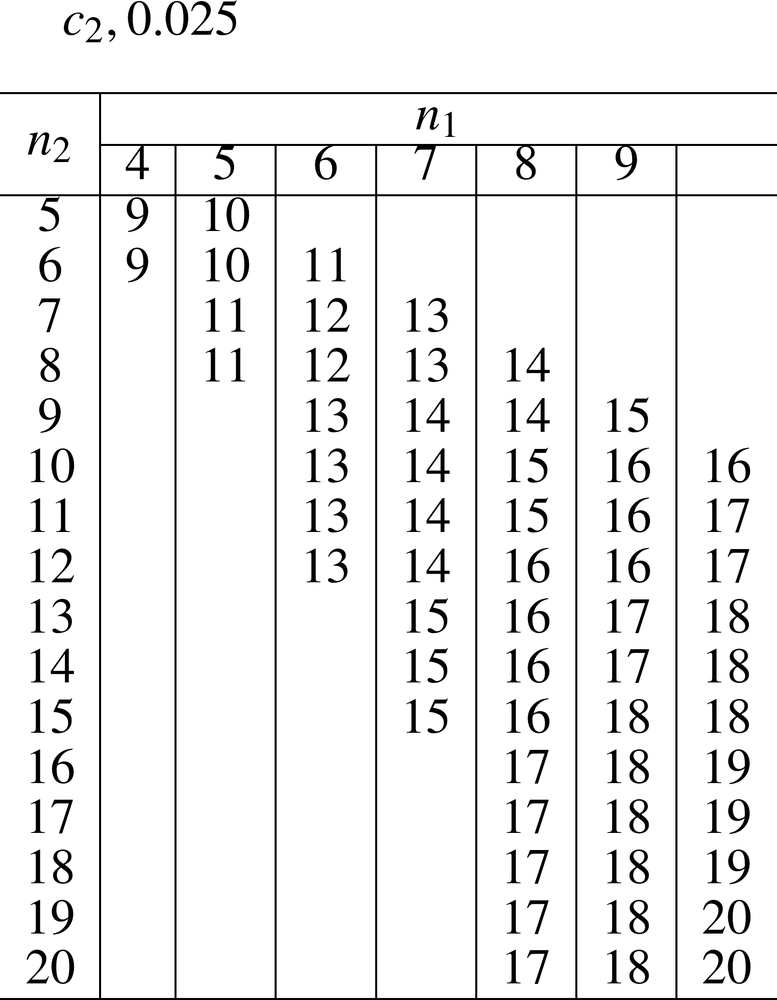 c2, 0.025
n1
n2
4 5 6 7 8 9
5 9 10
6 9 10 11
7 11 12 13
8 11 12 13 14
9 13 14 14 15
10 13 14 15 16 16
11 13 14 15 16 17
12 13 14 16 16 17
13 15 16 17 18
14 15 16 17 18
15 15 16 18 18
16 17 18 19
17 17 18 19
18 17 18 19
19 17 18 20
20 17 18 20